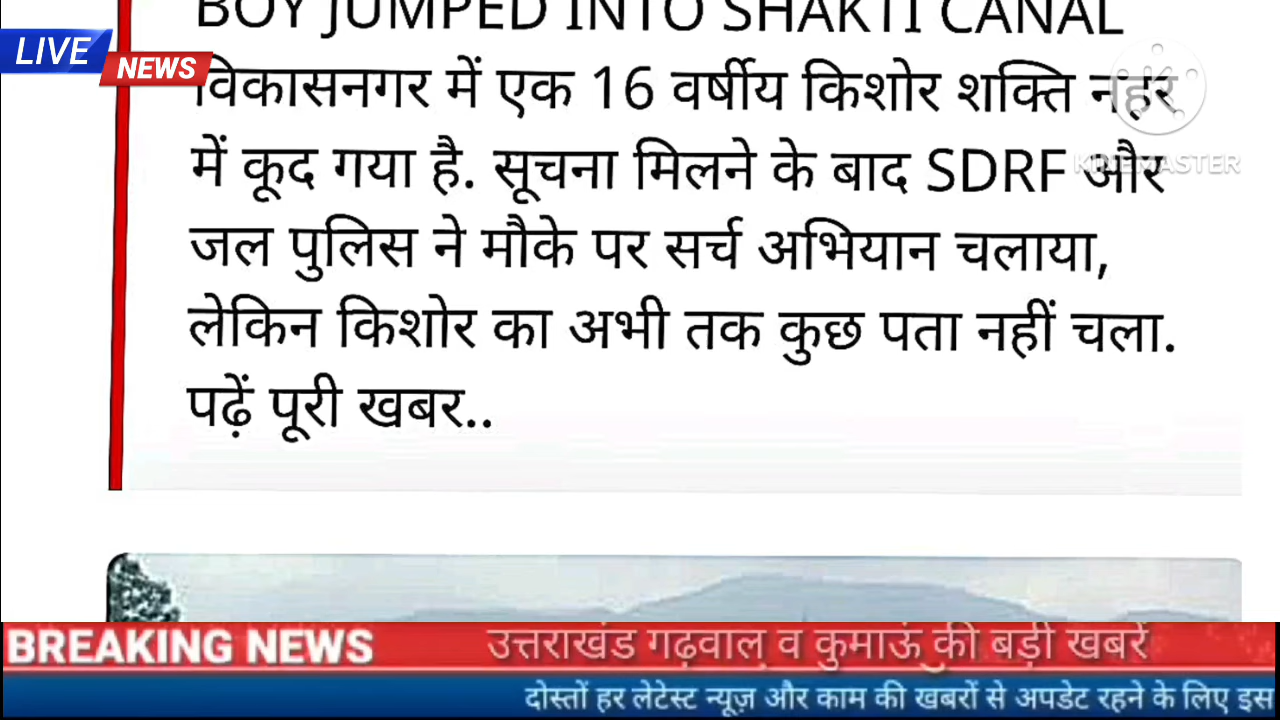 BOY JUMPED INTO SHAKTI CANAL
LIVE
NEWS
विकासनगर में एक 16 वर्षीय किशोर शक्ति नहर
में कूद गया है. सूचना मिलने के बाद SDRF और
KINEMASTER
जल पुलिस ने मौके पर सर्च अभियान चलाया,
लेकिन किशोर का अभी तक कुछ पता नहीं चला.
पढ़ें पूरी खबर..
BREAKING NEWS
उत्तराखंड गढ़वाल व कुमाऊं की बड़ी खबरें
दोस्तों हर लेटेस्ट न्यूज़ और काम की खबरों से अपडेट रहने के लिए इस